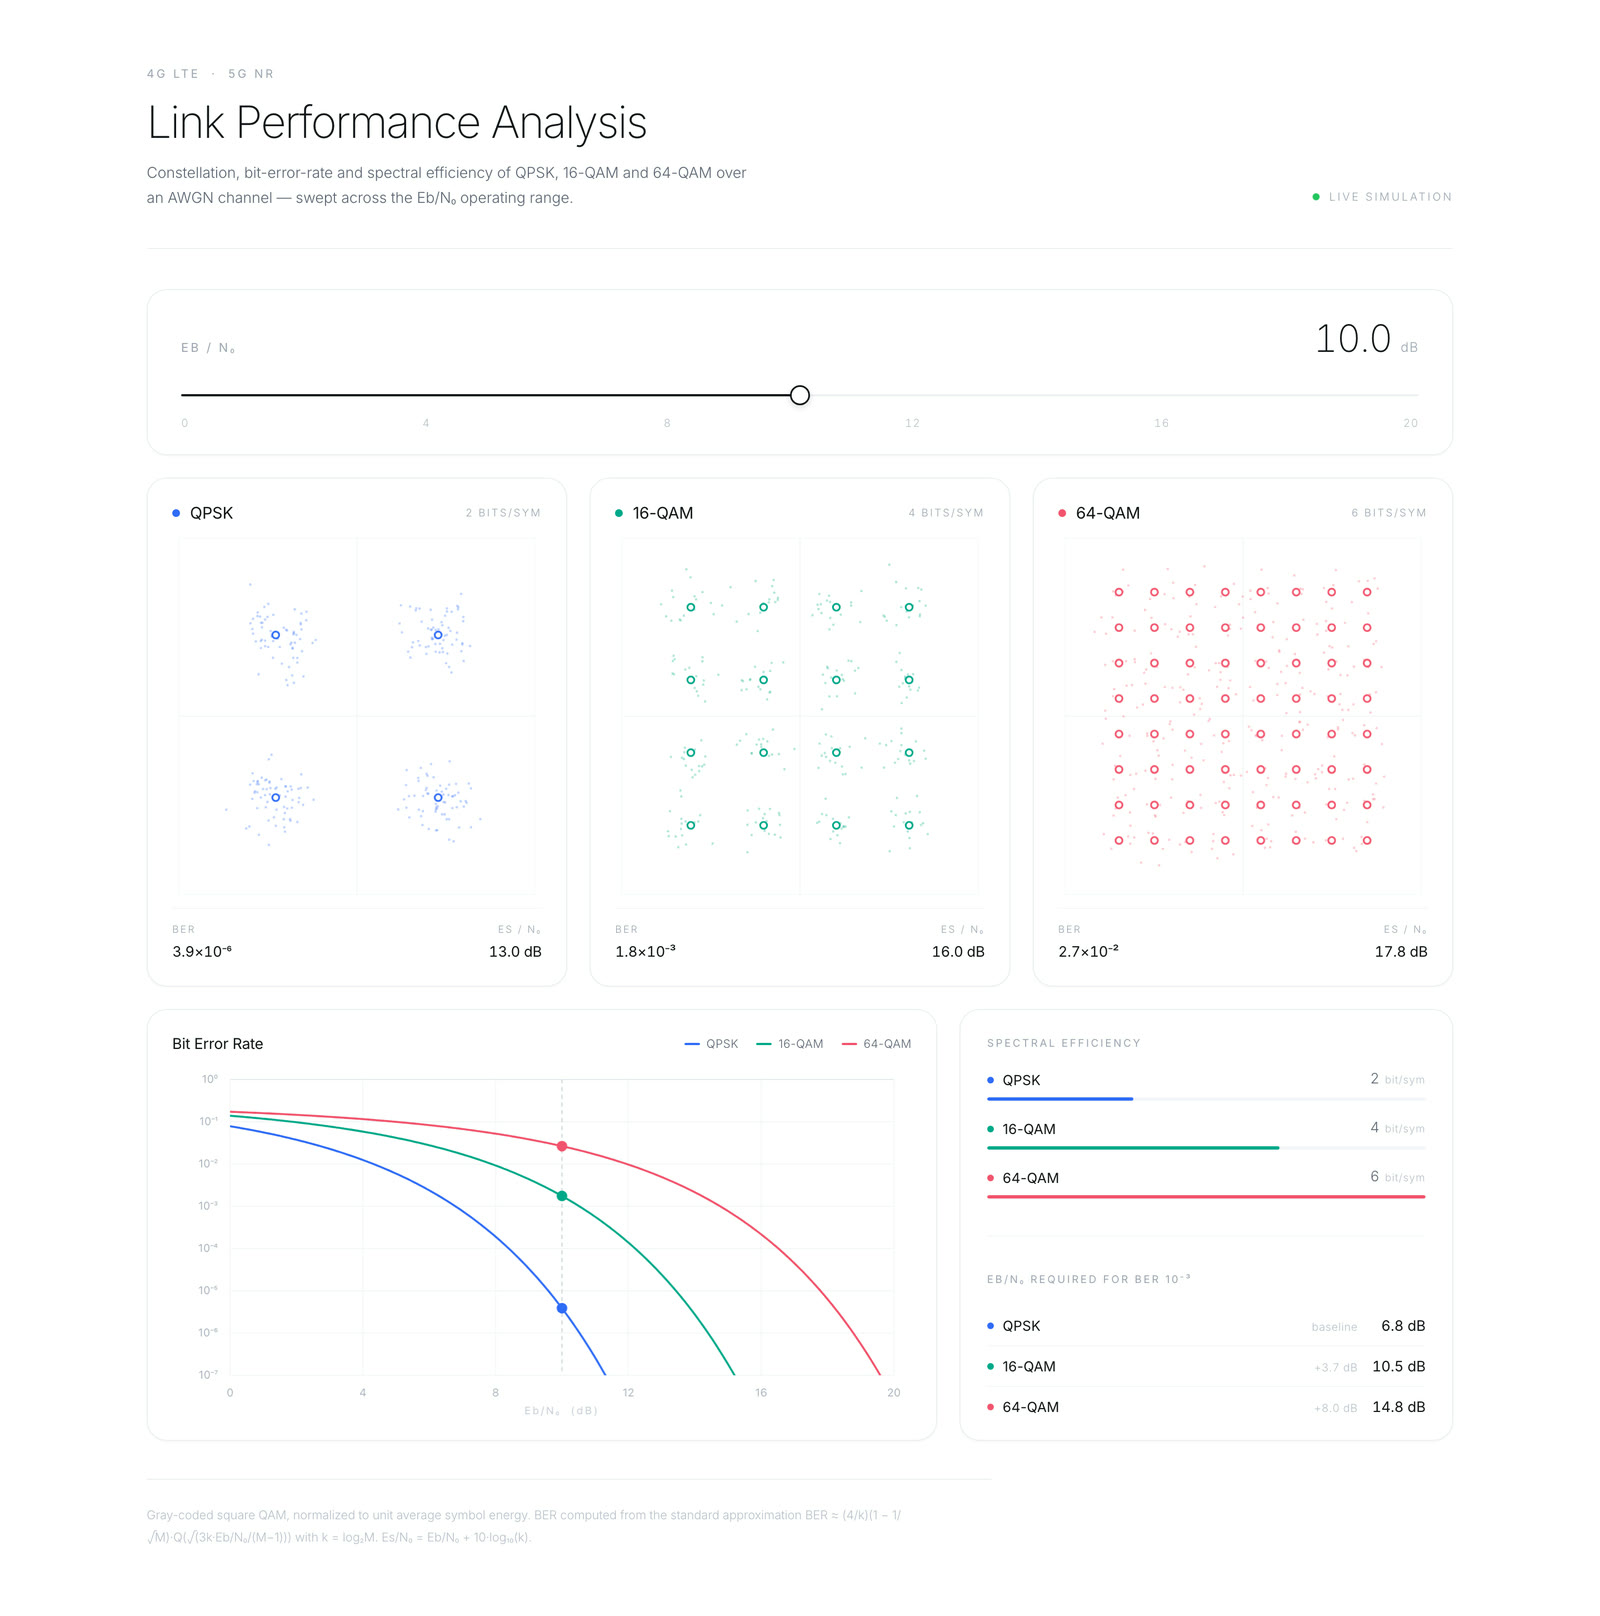 4G LTE · 5G NR
Link Performance Analysis
Constellation, bit-error-rate and spectral efficiency of QPSK, 16-QAM and 64-QAM over
an AWGN channel — swept across the Eb/N₀ operating range.
LIVE SIMULATION
EB / N₀
10.0 dB
0 4 8 12 16 20
QPSK 2 BITS/SYM
BER ES / N₀
3.9×10⁻⁶ 13.0 dB
16-QAM 4 BITS/SYM
BER ES / N₀
1.8×10⁻³ 16.0 dB
64-QAM 6 BITS/SYM
BER ES / N₀
2.7×10⁻² 17.8 dB
Bit Error Rate QPSK 16-QAM 64-QAM
10⁰
10⁻¹
10⁻²
10⁻³
10⁻⁴
10⁻⁵
10⁻⁶
10⁻⁷
0 4 8 12 16 20
Eb/N₀ (dB)
SPECTRAL EFFICIENCY
QPSK 2 bit/sym
16-QAM 4 bit/sym
64-QAM 6 bit/sym
EB/N₀ REQUIRED FOR BER 10⁻³
QPSK baseline 6.8 dB
16-QAM +3.7 dB 10.5 dB
64-QAM +8.0 dB 14.8 dB
Gray-coded square QAM, normalized to unit average symbol energy. BER computed from the standard approximation BER ≈ (4/k)(1 − 1/
√M)·Q(√(3k·Eb/N₀/(M−1))) with k = log₂M. Es/N₀ = Eb/N₀ + 10·log₁₀(k).